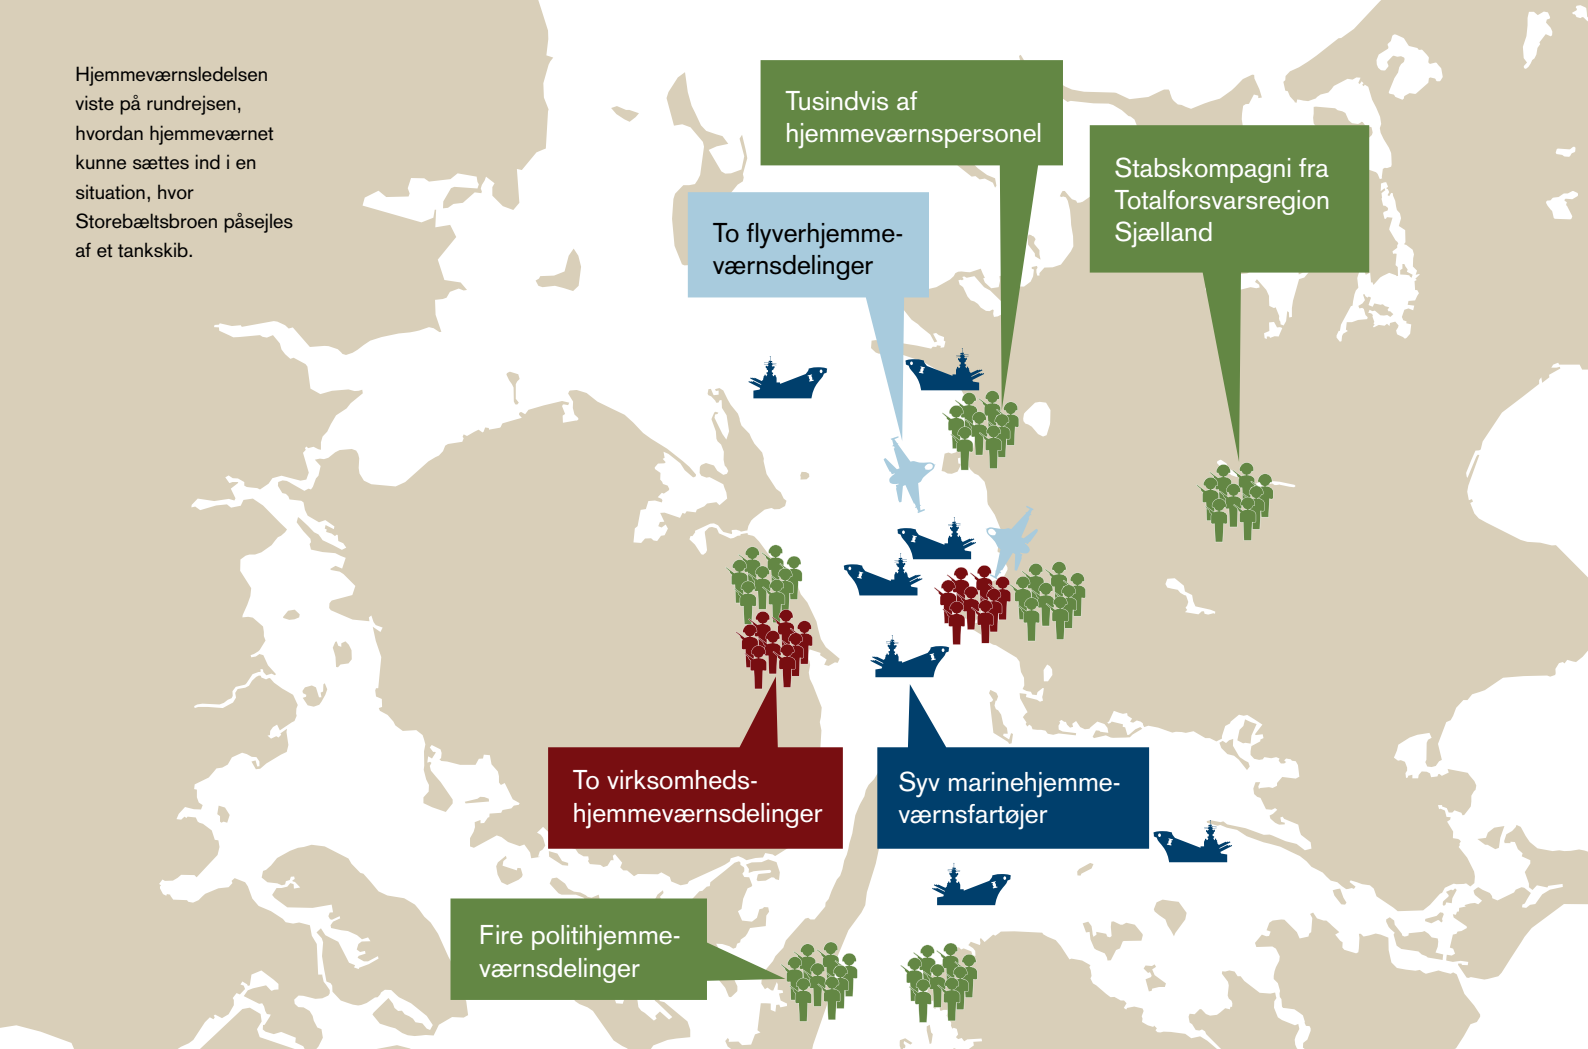 Hjemmeværnsledelsen
viste på rundrejsen,
hvordan hjemmeværnet
kunne sættes ind i en
situation, hvor
Storebæltsbroen påsejles
af et tankskib.
Tusindvis af
hjemmeværnspersonel
Stabskompagni fra
Totalforsvarsregion
Sjælland
To flyverhjemme-
værnsdelinger
To virksomheds-
hjemmeværnsdelinger
Syv marinehjemme-
værnsfartøjer
Fire politihjemme-
værnsdelinger